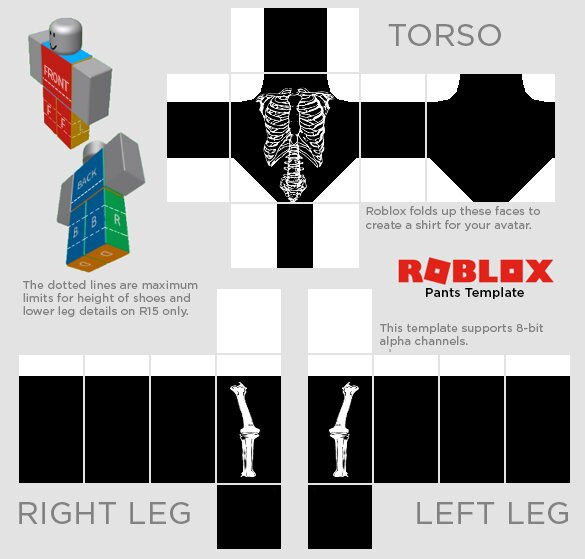 TORSO
FRONT
F F L
BACK
B B R
Roblox folds up these faces to
create a shirt for your avatar.
The dotted lines are maximum
limits for height of shoes and
lower leg details on R15 only.
ROBLOX
Pants Template
This template supports 8-bit
alpha channels.
RIGHT LEG
LEFT LEG